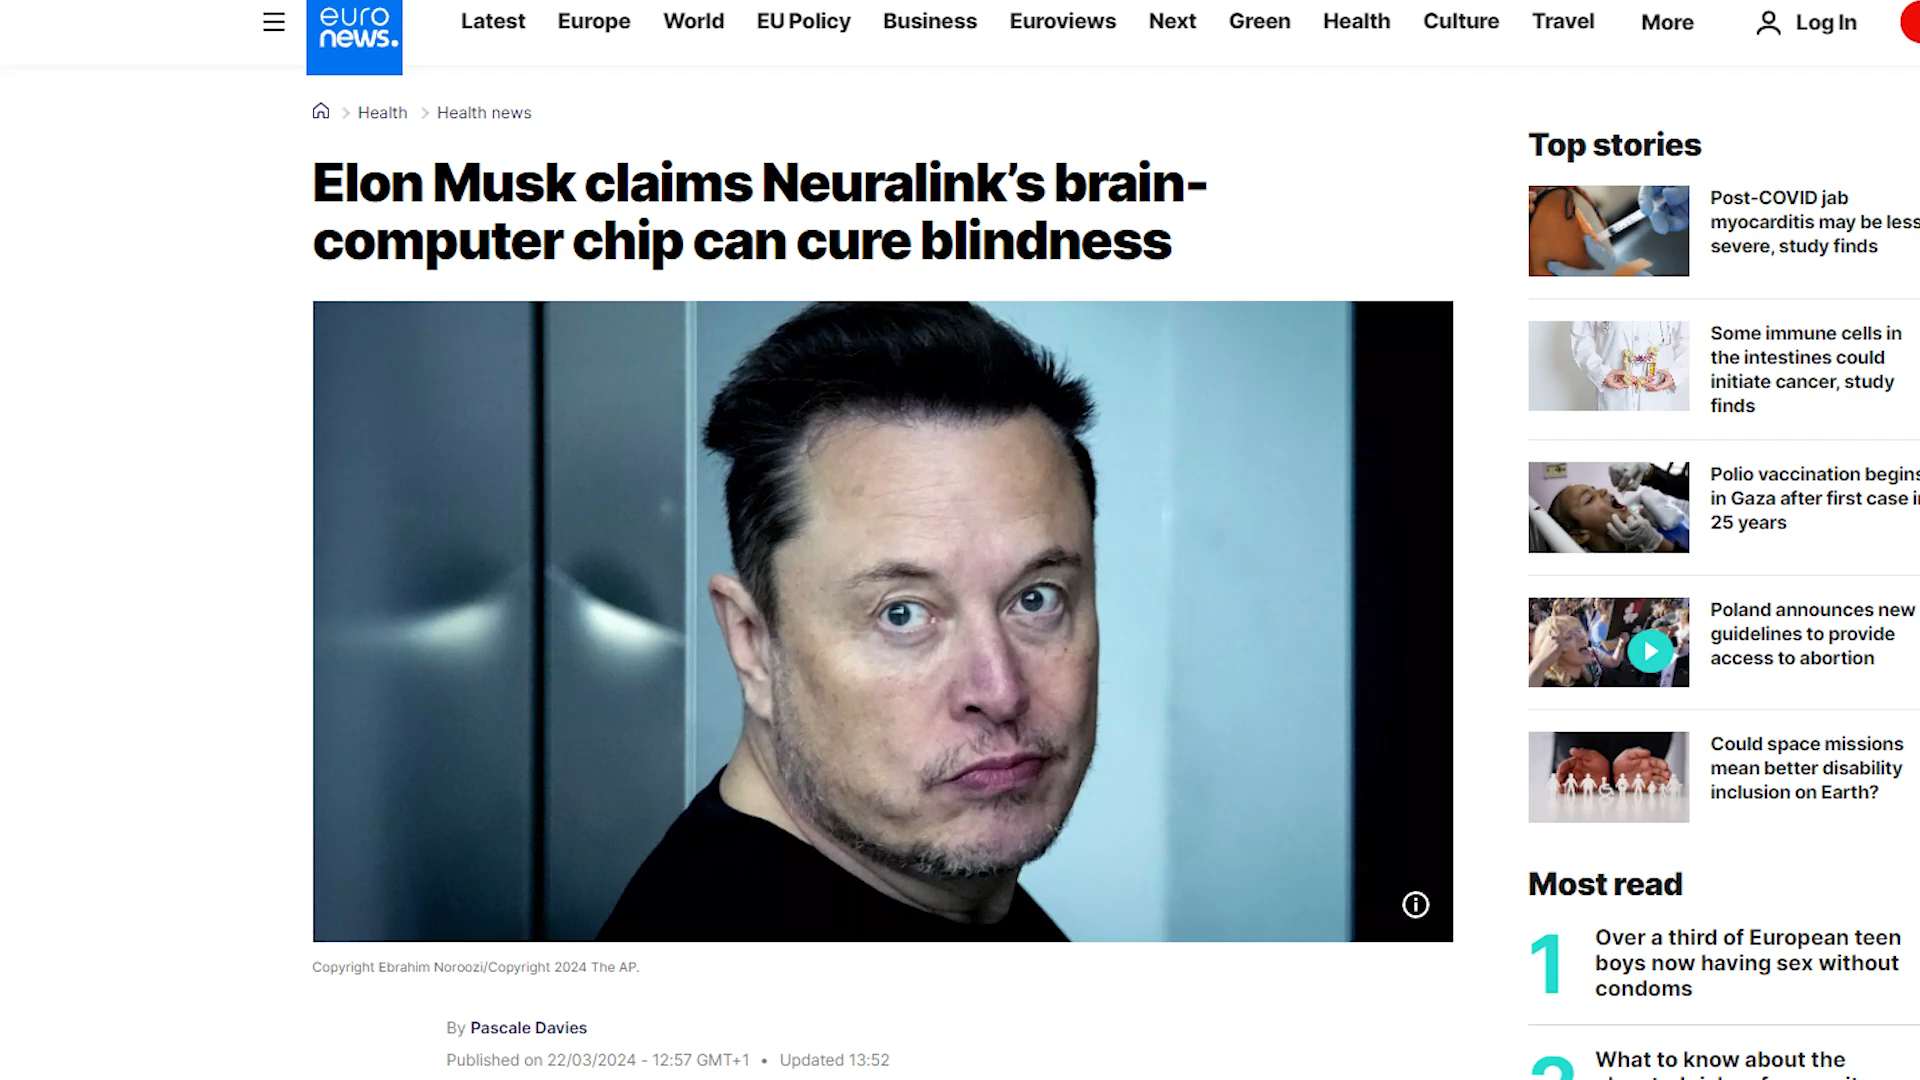 euro
news.
Latest Europe World EU Policy Business Euroviews Next Green Health Culture Travel More Log In
Health Health news
Elon Musk claims Neuralink’s brain-
computer chip can cure blindness
Copyright Ebrahim Noroozi/Copyright 2024 The AP.
By Pascale Davies
Published on 22/03/2024 - 12:57 GMT+1 • Updated 13:52
Top stories
Post-COVID jab
myocarditis may be less
severe, study finds
Some immune cells in
the intestines could
initiate cancer, study
finds
Polio vaccination begins
in Gaza after first case in
25 years
Poland announces new
guidelines to provide
access to abortion
Could space missions
mean better disability
inclusion on Earth?
Most read
1
Over a third of European teen
boys now having sex without
condoms
2
What to know about the